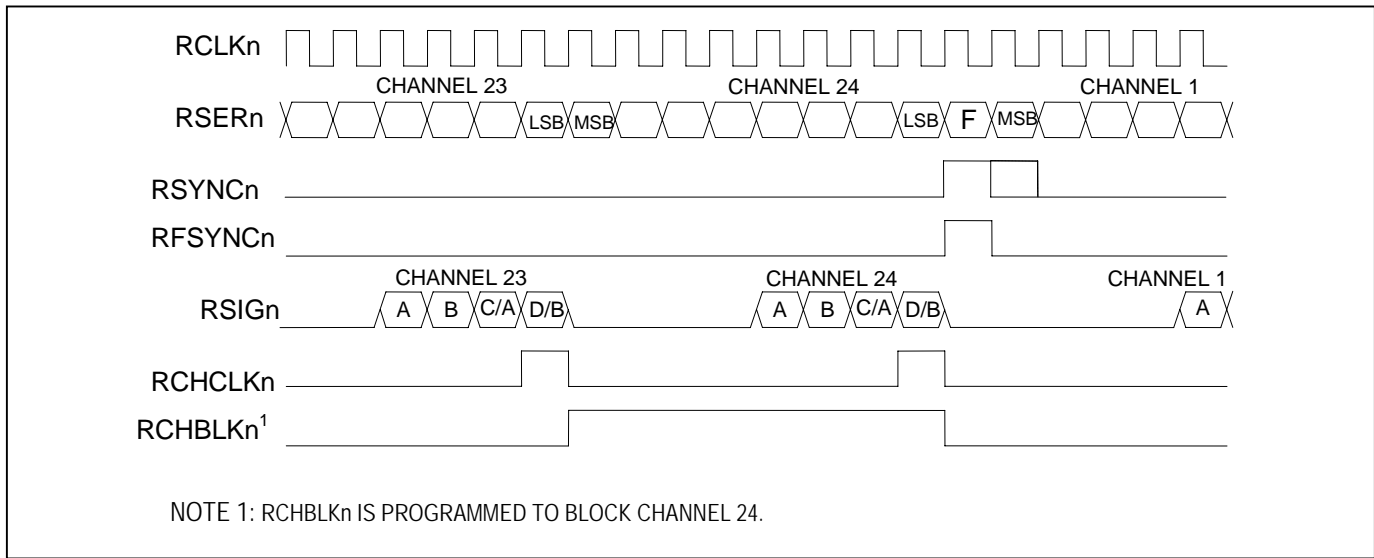 RCLKn
CHANNEL 23 CHANNEL 24 CHANNEL 1
RSERn LSB MSB LSB F MSB
RSYNCn
RFSYNCn
CHANNEL 23 CHANNEL 24 CHANNEL 1
RSIGn A B C/A D/B A B C/A D/B A
RCHCLKn
RCHBLKn¹
NOTE 1: RCHBLKn IS PROGRAMMED TO BLOCK CHANNEL 24.